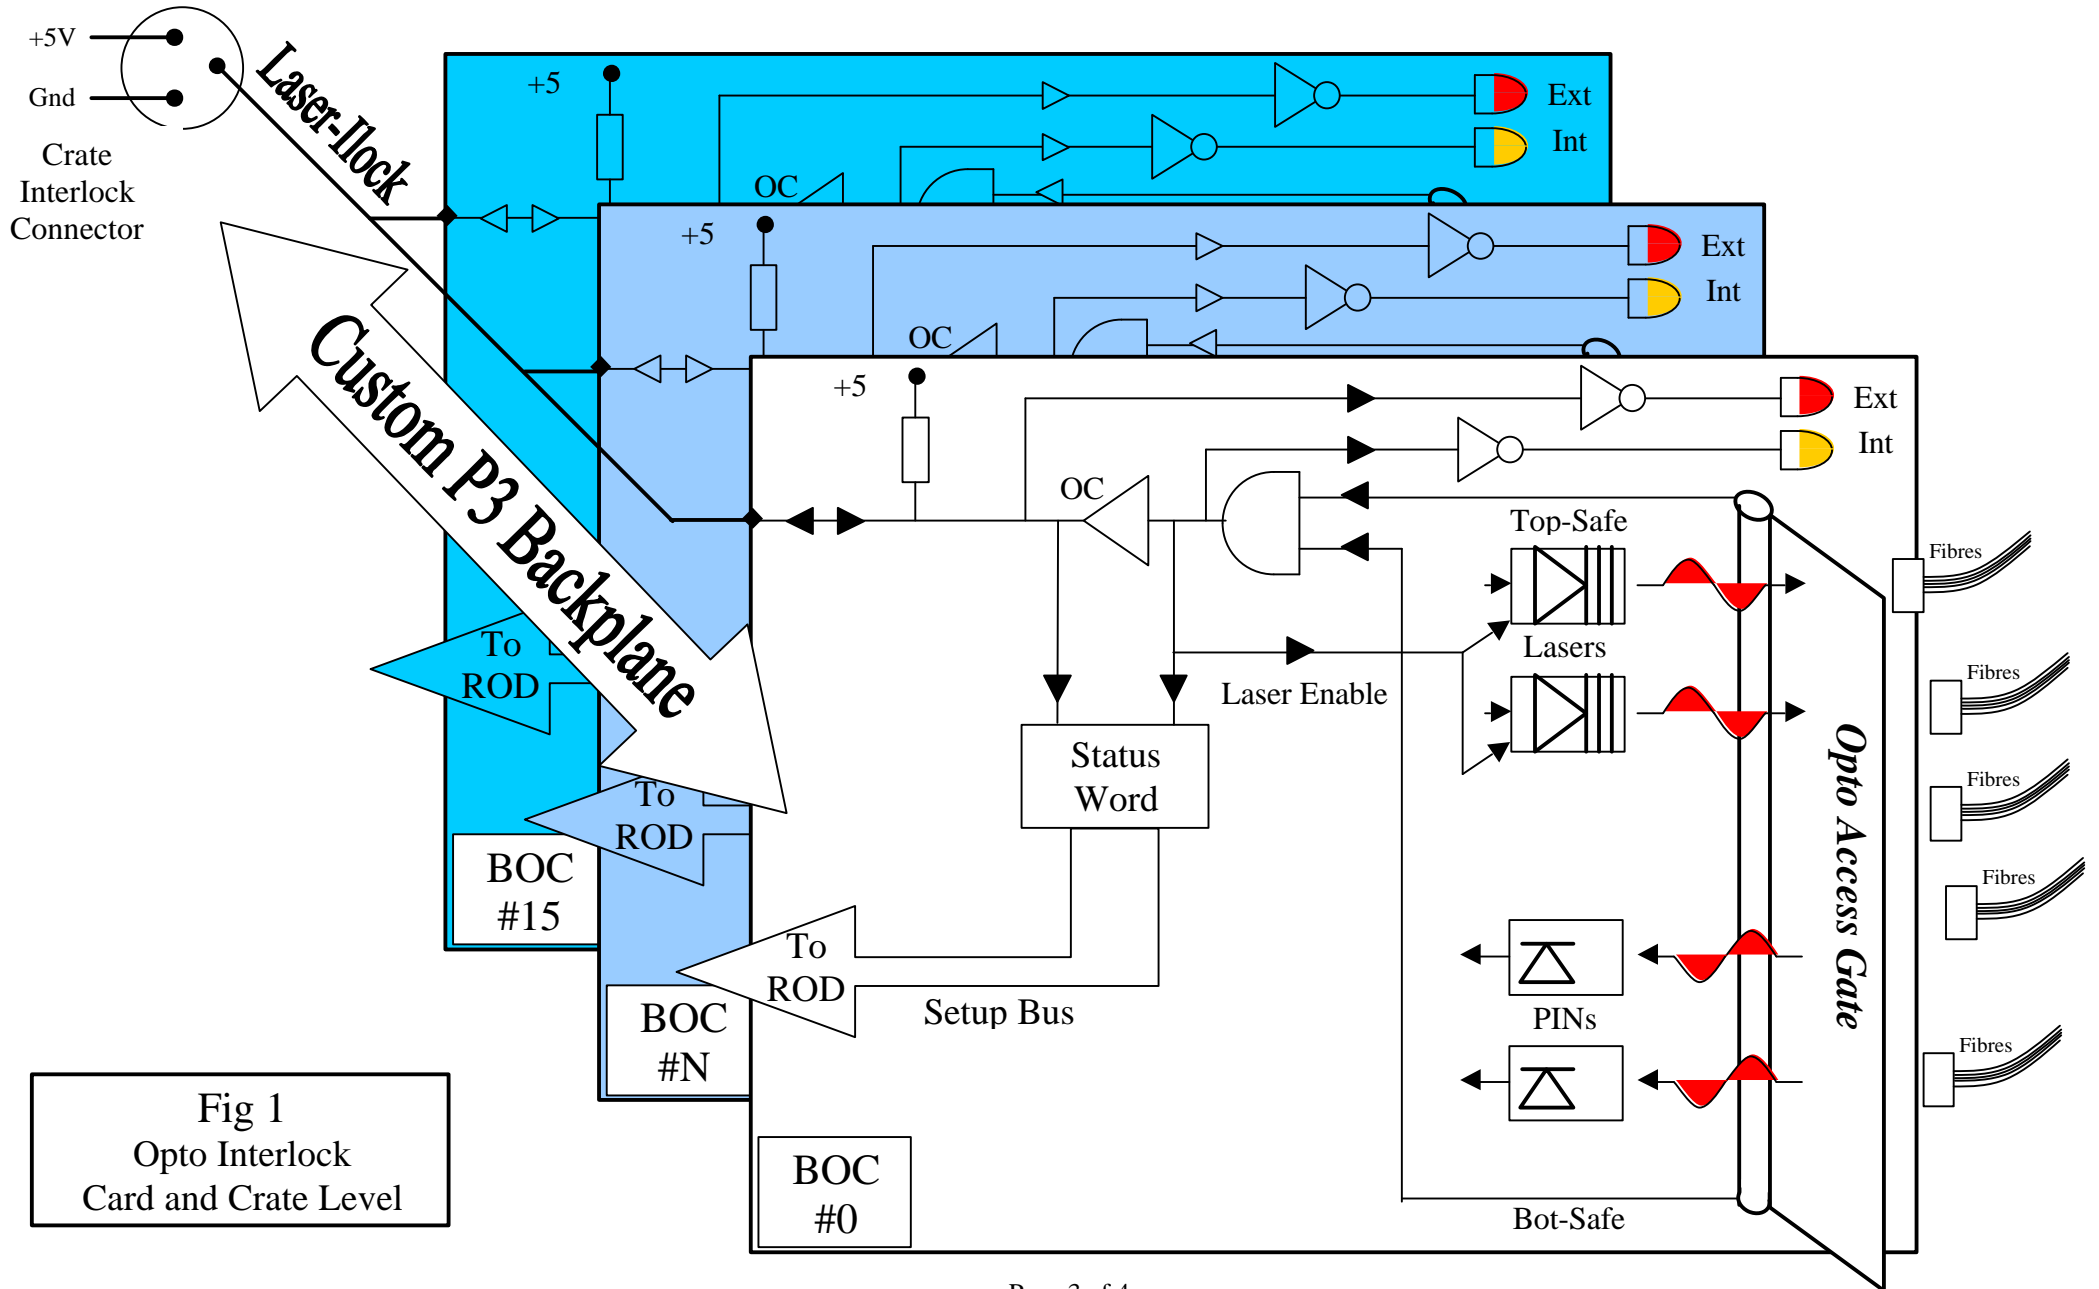 +5V
Gnd
Crate
Interlock
Connector
Laser-Ilock
Custom P3 Backplane
+5
OC
Ext
Int
To
ROD
BOC
#15
+5
OC
Ext
Int
To
ROD
BOC
#N
+5
OC
Ext
Int
Top-Safe
Lasers
Laser Enable
Status
Word
To
ROD
Setup Bus
PINs
Bot-Safe
Opto Access Gate
Fibres
Fibres
Fibres
Fibres
Fibres
BOC
#0
Fig 1
Opto Interlock
Card and Crate Level